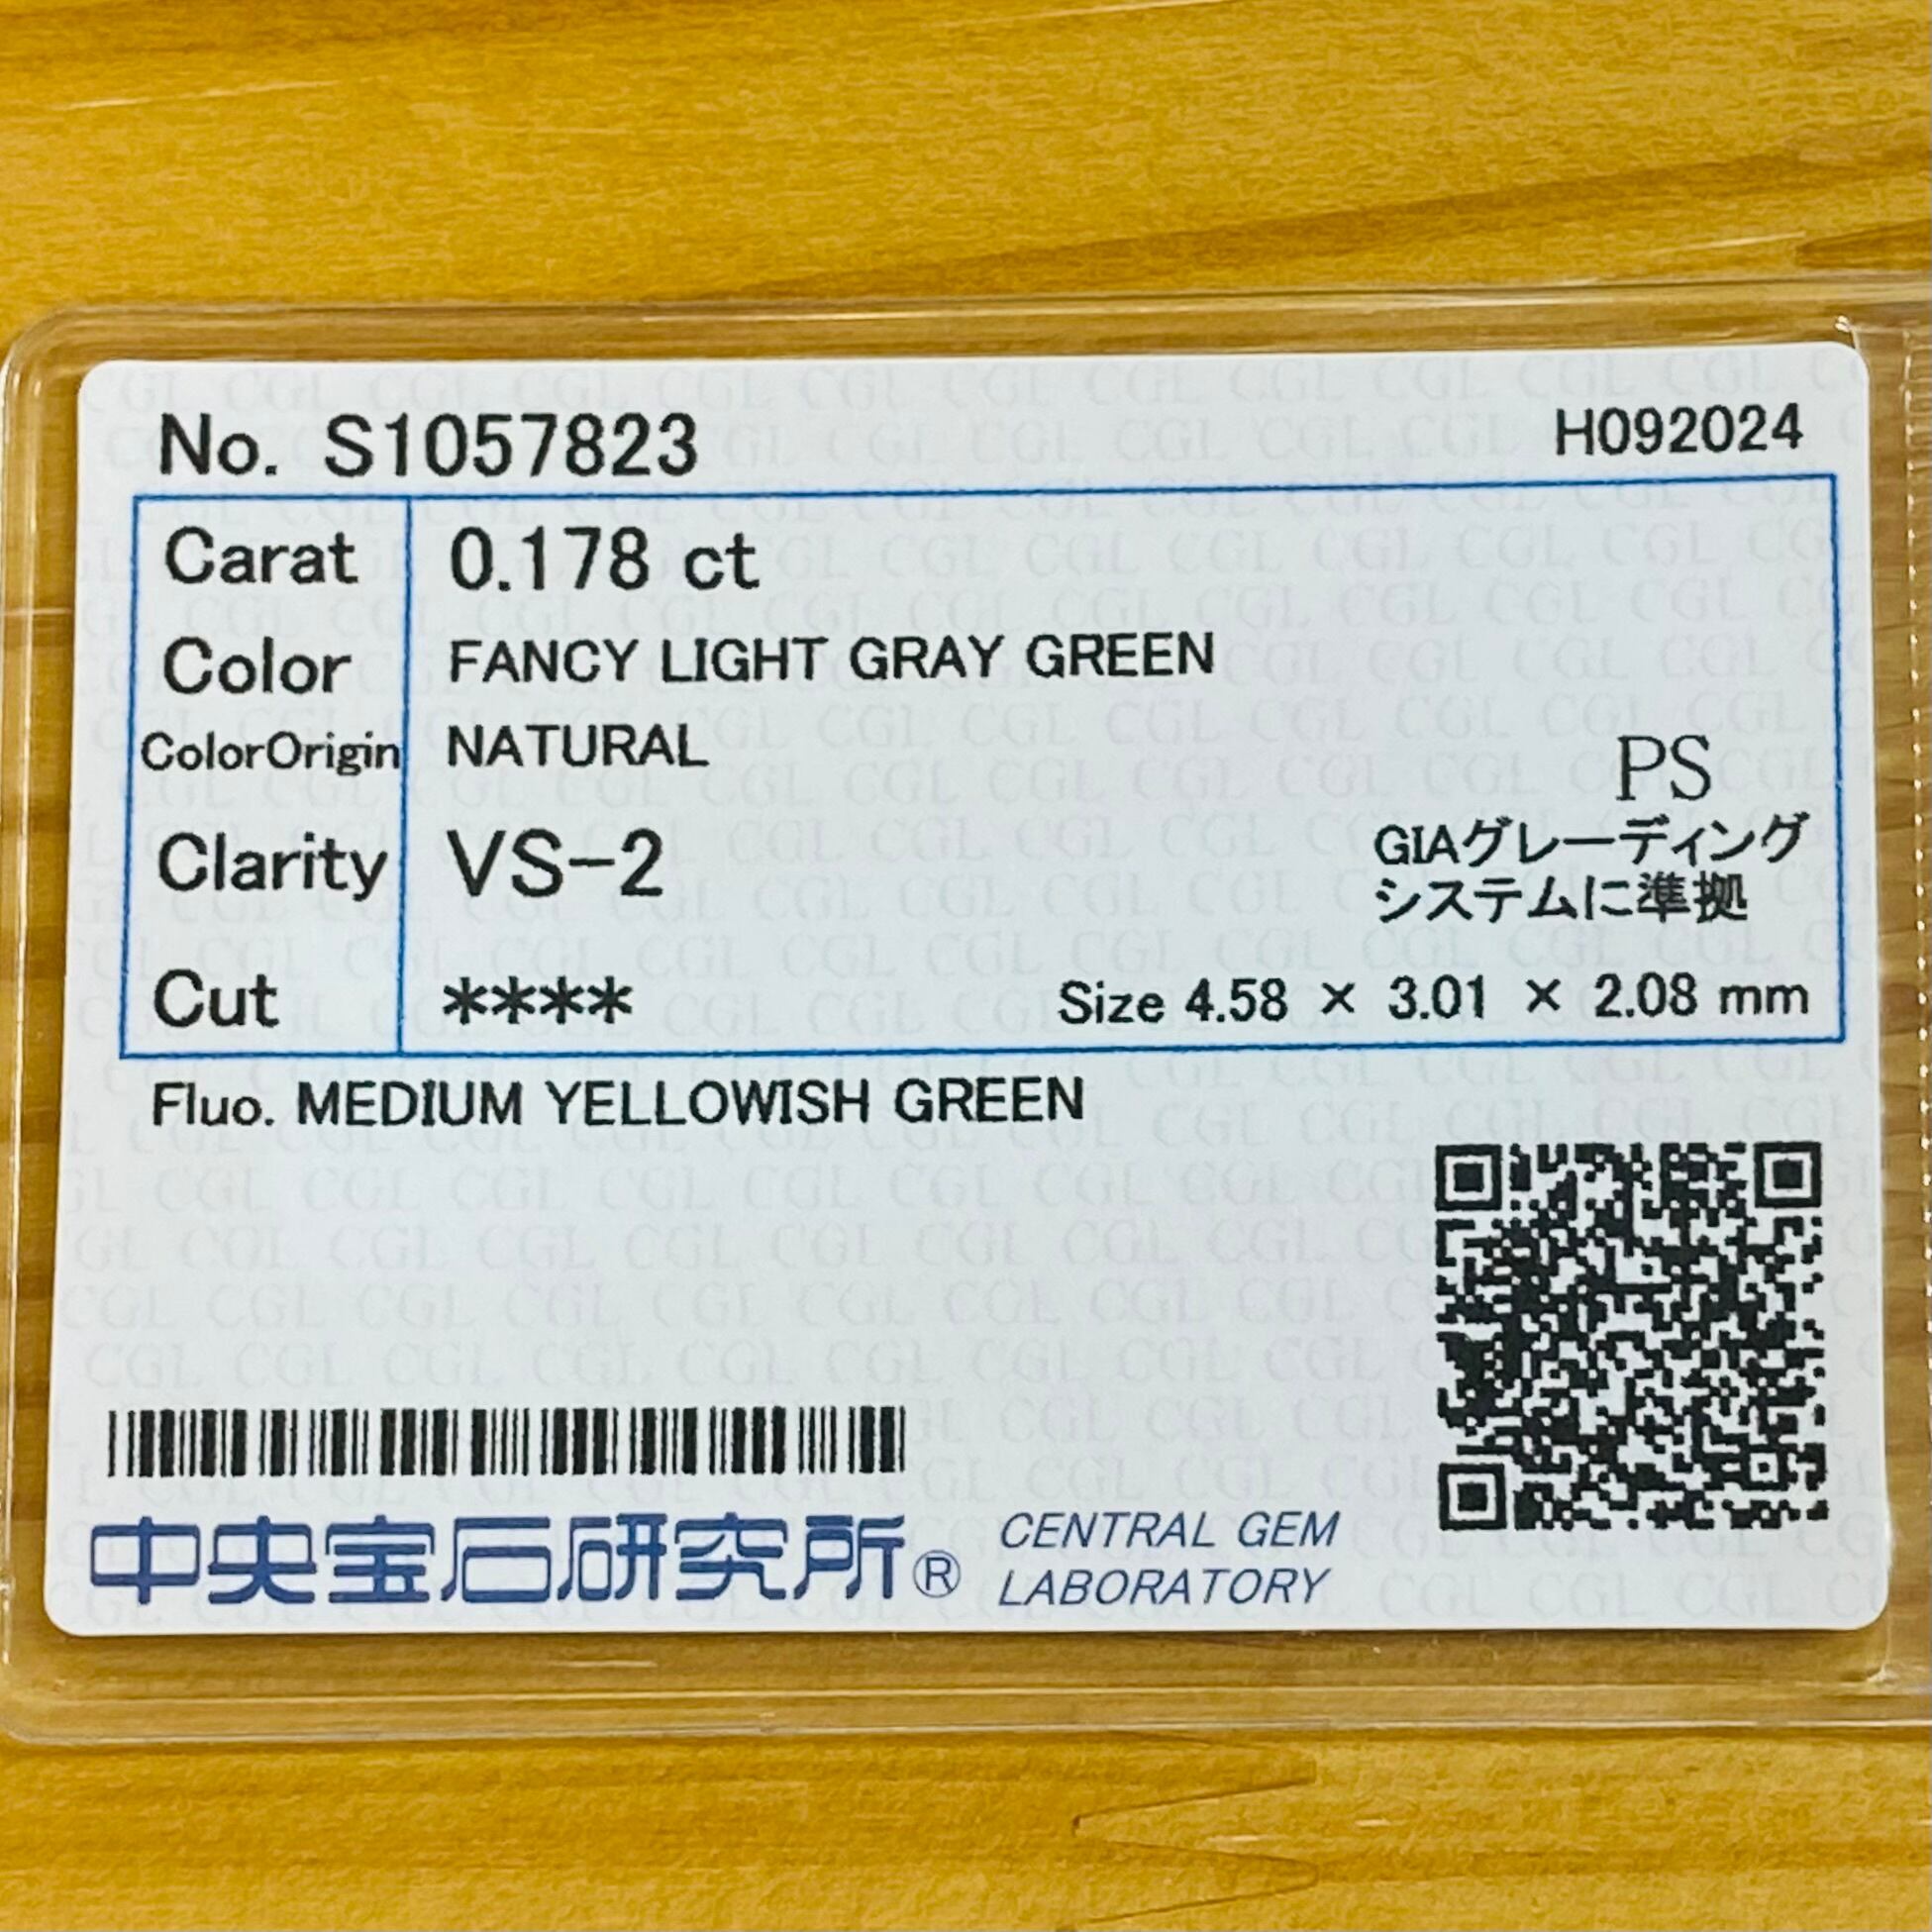 No. S1057823 H092024
Carat 0.178 ct
Color FANCY LIGHT GRAY GREEN
ColorOrigin NATURAL
PS
Clarity VS-2
GIAグレーディング
システムに準拠
Cut **** Size 4.58 × 3.01 × 2.08 mm
Fluo. MEDIUM YELLOWISH GREEN
中央宝石研究所® CENTRAL GEM
LABORATORY